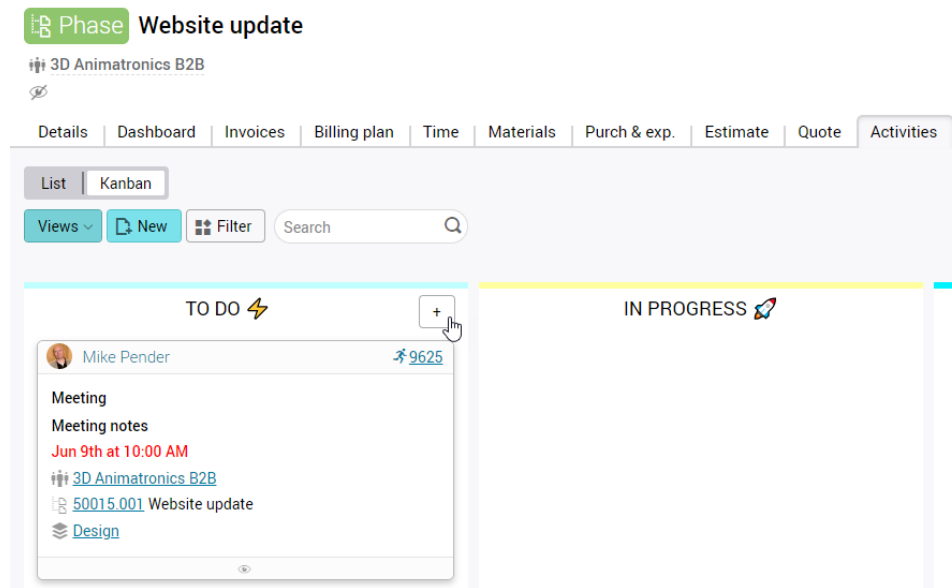 Phase Website update
3D Animatronics B2B
Details Dashboard Invoices Billing plan Time Materials Purch & exp. Estimate Quote Activities
List Kanban
Views New Filter Search
TO DO ⚡ + IN PROGRESS 🚀
Mike Pender 9625
Meeting
Meeting notes
Jun 9th at 10:00 AM
3D Animatronics B2B
50015.001 Website update
Design